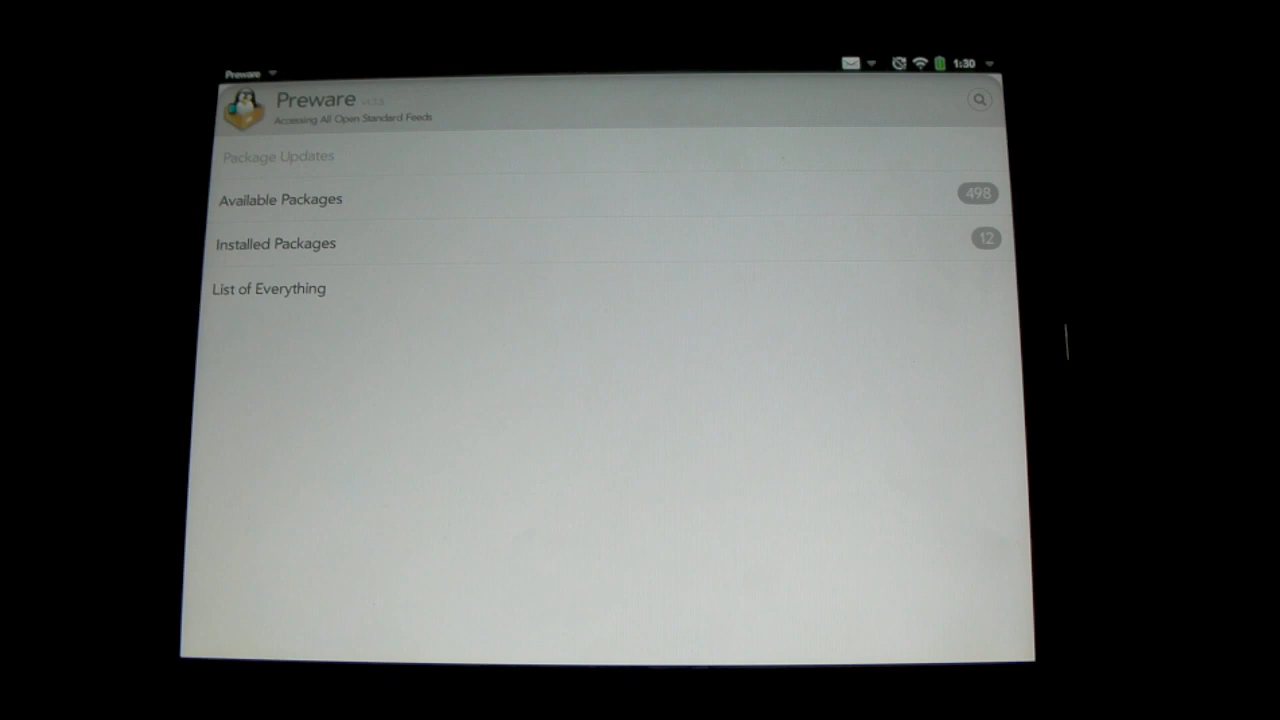 Preware
1:30
Preware
Accessing All Open Standard Feeds
Package Updates
Available Packages
498
Installed Packages
12
List of Everything